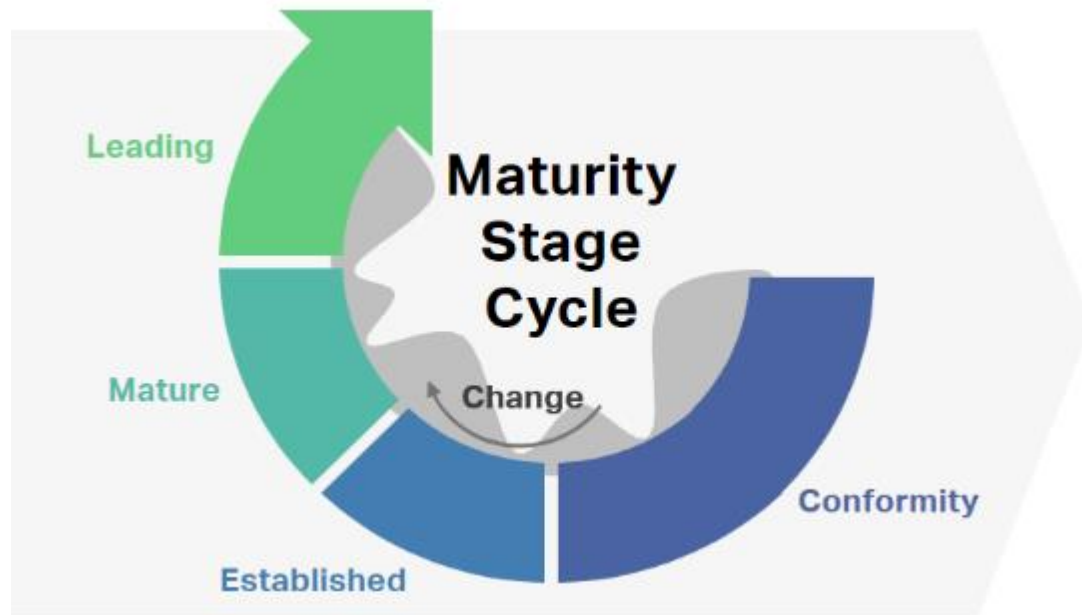 Leading
Maturity
Stage
Cycle
Mature
Change
Conformity
Established